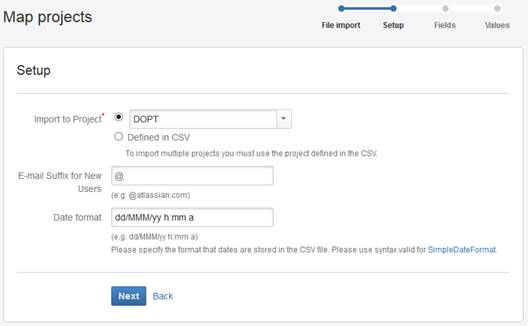 Map projects
File import Setup Fields Values
Setup
Import to Project* DOPT
Defined in CSV
To import multiple projects you must use the project defined in the CSV.
E-mail Suffix for New Users @
(e.g. @atlassian.com)
Date format dd/MMM/yy h:mm a
(e.g. dd/MMM/yy h:mm a)
Please specify the format that dates are stored in the CSV file. Please use syntax valid for SimpleDateFormat.
Next Back